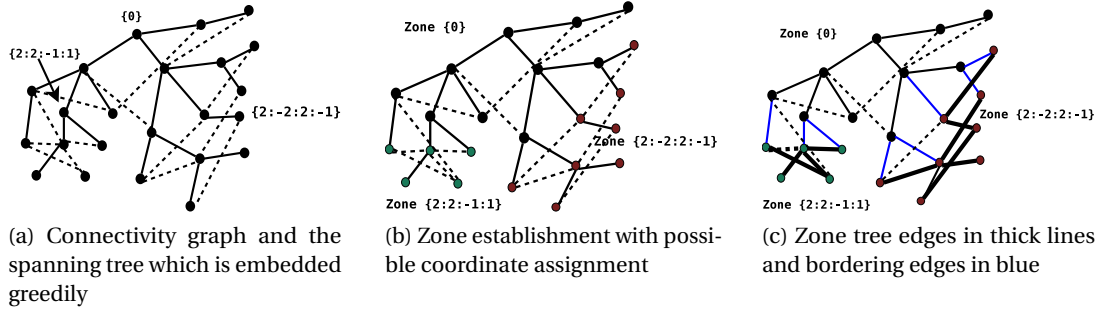 {0}
{2:2:-1:1}
{2:-2:2:-1}
Zone {0}
Zone {2:-2:2:-1}
Zone {2:2:-1:1}
Zone {0}
Zone {2:-2:2:-1}
Zone {2:2:-1:1}
(a) Connectivity graph and the
spanning tree which is embedded
greedily
(b) Zone establishment with possi-
ble coordinate assignment
(c) Zone tree edges in thick lines
and bordering edges in blue